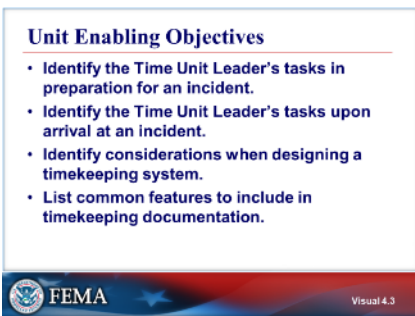 Unit Enabling Objectives
• Identify the Time Unit Leader's tasks in
preparation for an incident.
• Identify the Time Unit Leader's tasks upon
arrival at an incident.
• Identify considerations when designing a
timekeeping system.
• List common features to include in
timekeeping documentation.
FEMA
Visual 4.3